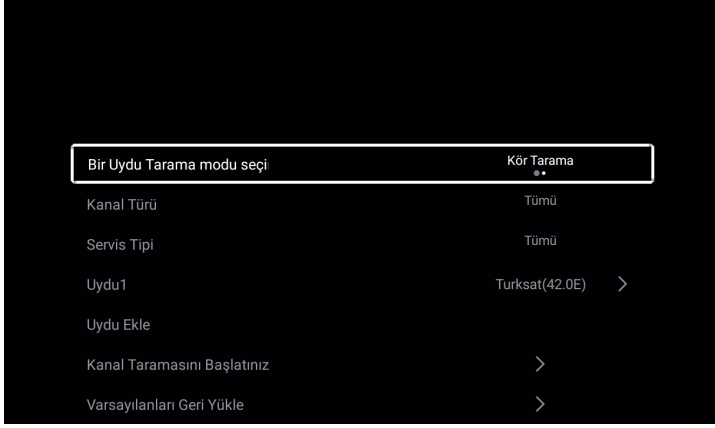 Bir Uydu Tarama modu seçi
Kör Tarama
Kanal Türü
Tümü
Servis Tipi
Tümü
Uydu1
Turksat(42.0E)
Uydu Ekle
Kanal Taramasını Başlatınız
Varsayılanları Geri Yükle